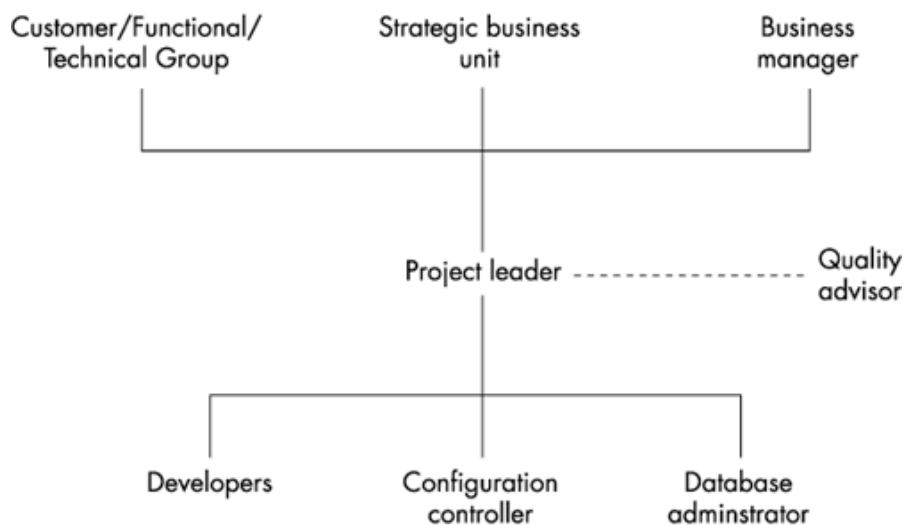 Customer/Functional/
Technical Group
Strategic business
unit
Business
manager
Project leader
Quality
advisor
Developers
Configuration
controller
Database
adminstrator